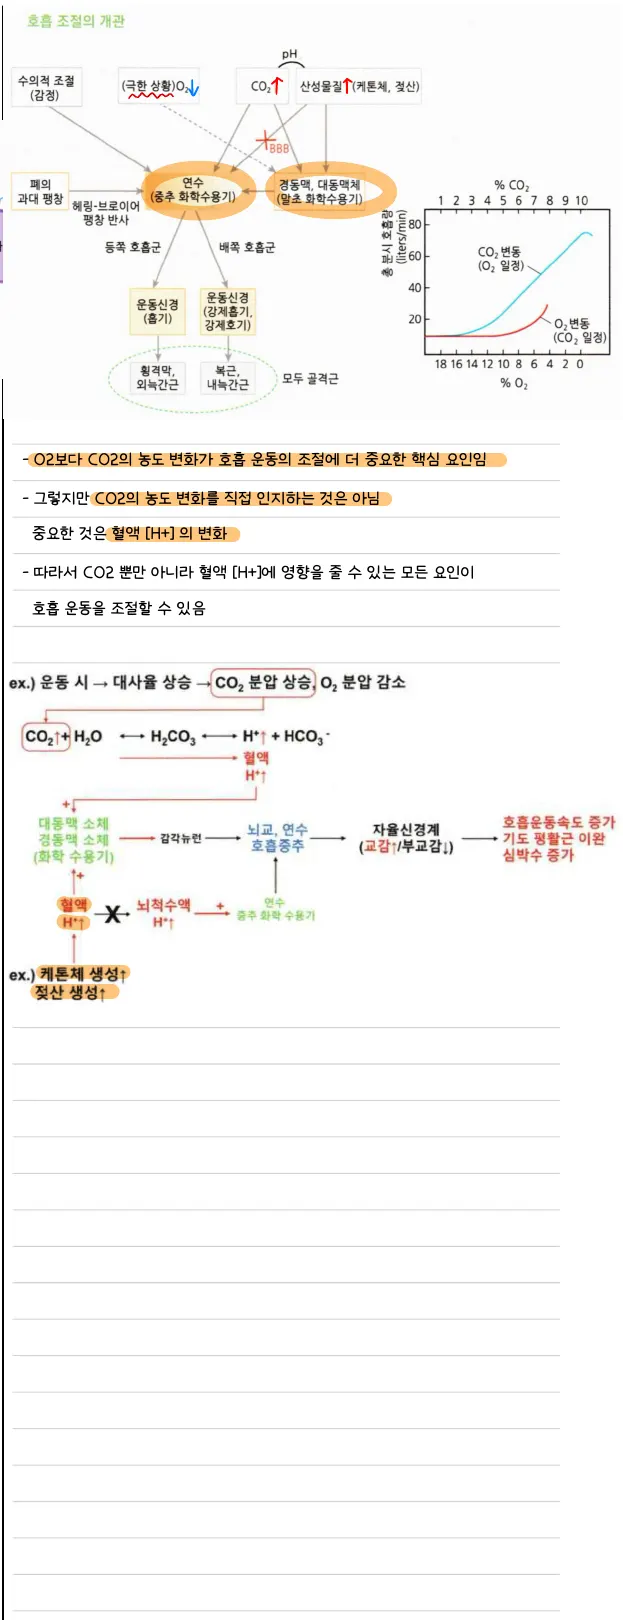 호흡 조절의 개관
pH
수의적 조절
(감정)
(극한 상황)O₂↓
CO₂↑
산성물질↑(케톤체, 젖산)
BBB
폐의
과대 팽창
헤링-브로이어
팽창 반사
연수
(중추 화학수용기)
경동맥, 대동맥체
(말초 화학수용기)
등쪽 호흡군
배쪽 호흡군
운동신경
(흡기)
운동신경
(강제흡기,
강제호기)
횡격막,
외늑간근
복근,
내늑간근
모두 골격근
% CO₂
1 2 3 4 5 6 7 8 9 10
총 분시 호흡량
(liters/min)
80
60
40
20
CO₂ 변동
(O₂ 일정)
O₂ 변동
(CO₂ 일정)
18 16 14 12 10 8 6 4 2 0
% O₂
- O2보다 CO2의 농도 변화가 호흡 운동의 조절에 더 중요한 핵심 요인임
- 그렇지만 CO2의 농도 변화를 직접 인지하는 것은 아님
중요한 것은 혈액 [H+] 의 변화
- 따라서 CO2 뿐만 아니라 혈액 [H+]에 영향을 줄 수 있는 모든 요인이
호흡 운동을 조절할 수 있음
ex.) 운동 시 → 대사율 상승 → CO₂ 분압 상승, O₂ 분압 감소
CO₂↑+ H₂O ↔ H₂CO₃ ↔ H⁺↑ + HCO₃⁻
혈액
H⁺↑
+
대동맥 소체
경동맥 소체
(화학 수용기)
감각뉴런
뇌교, 연수
호흡중추
자율신경계
(교감↑/부교감↓)
호흡운동속도 증가
기도 평활근 이완
심박수 증가
+
혈액
H⁺↑
X
뇌척수액
H⁺↑
+
연수
중추 화학 수용기
ex.) 케톤체 생성↑
젖산 생성↑